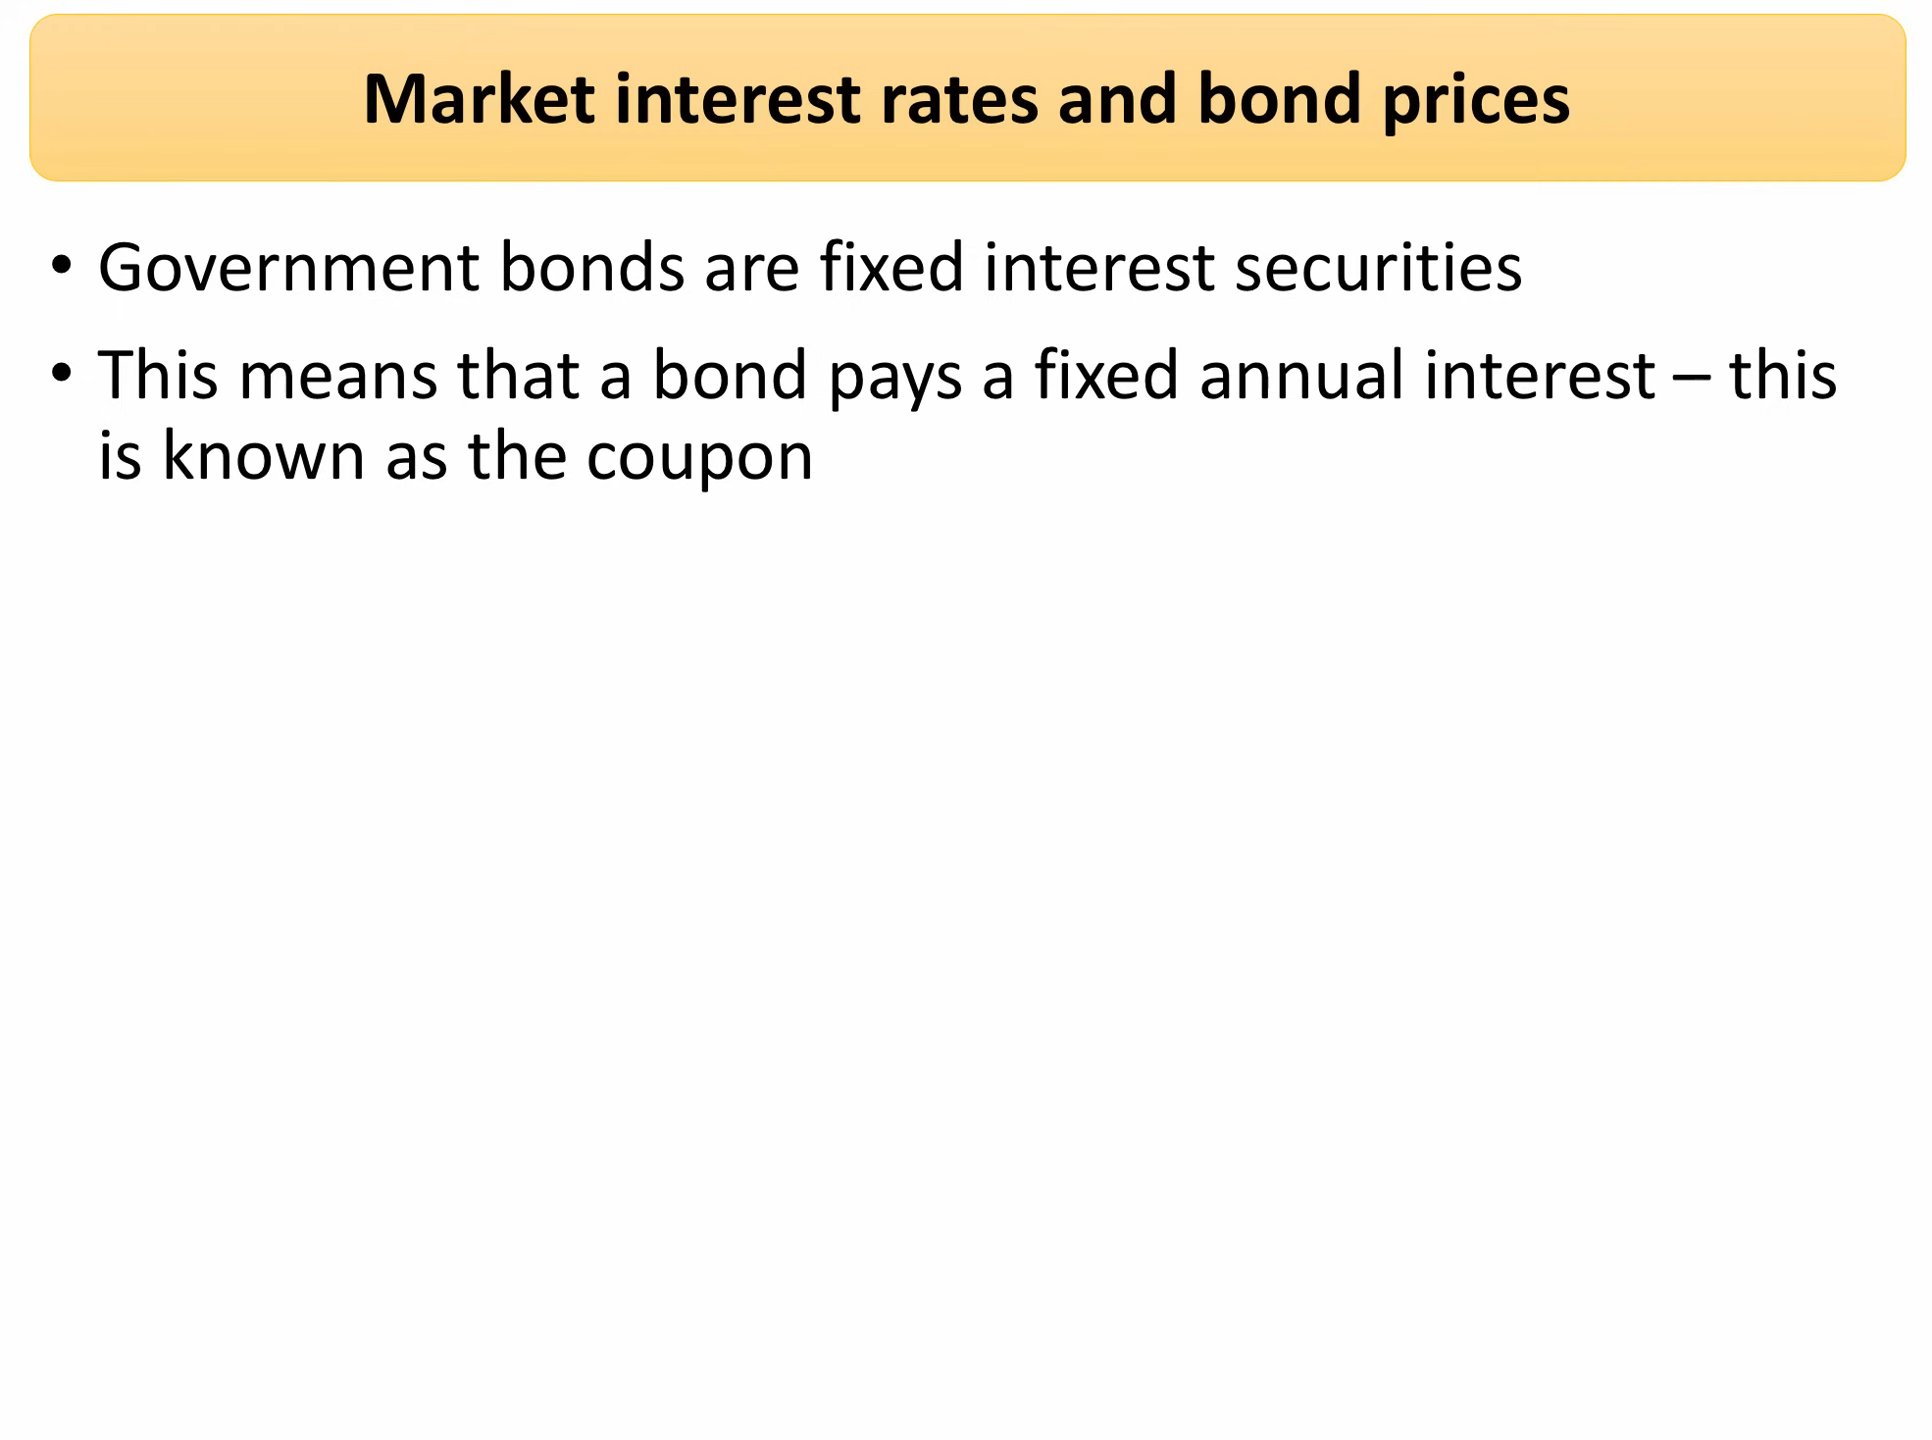 Market interest rates and bond prices
• Government bonds are fixed interest securities
• This means that a bond pays a fixed annual interest – this
is known as the coupon